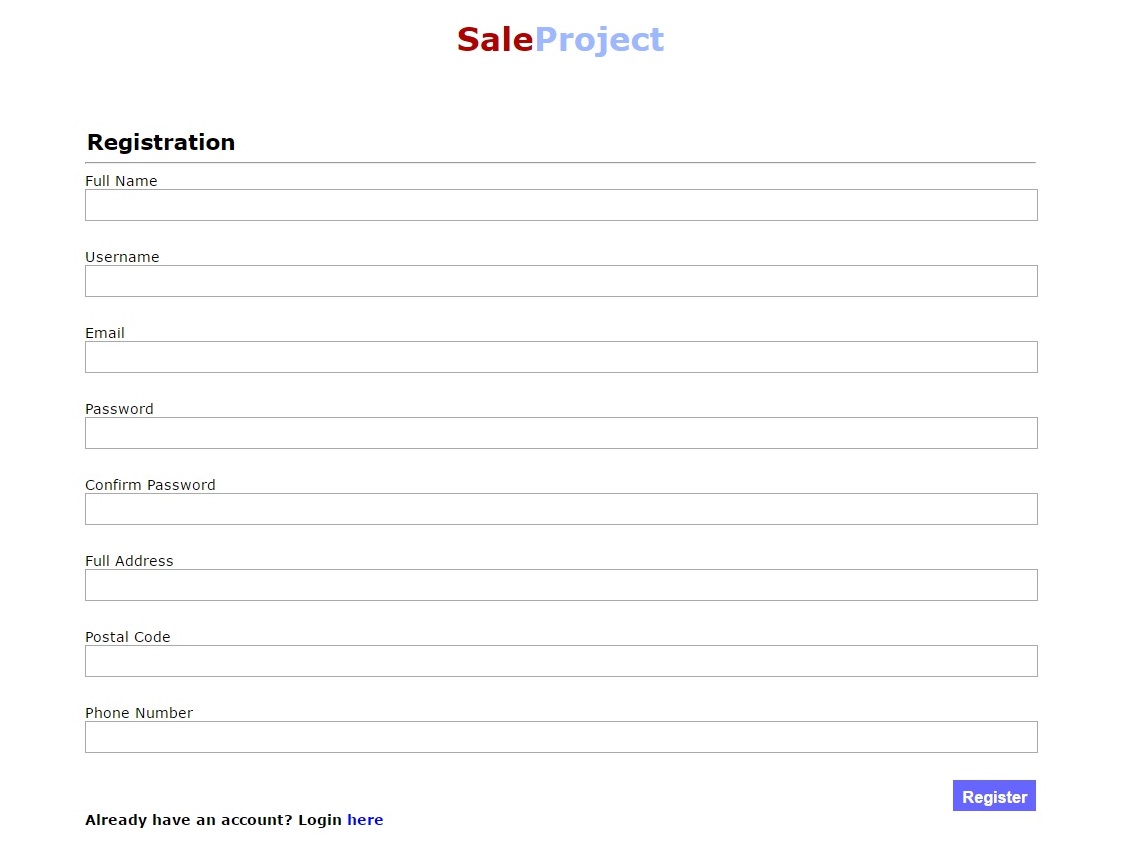 SaleProject
Registration
Full Name
Username
Email
Password
Confirm Password
Full Address
Postal Code
Phone Number
Register
Already have an account? Login here